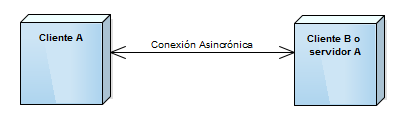 Cliente A
Conexión Asincrónica
Cliente B o
servidor A